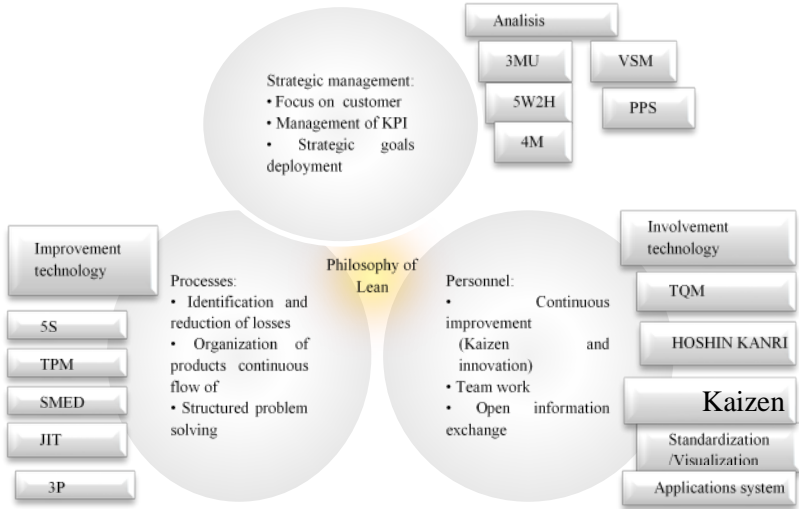 Analisis
3MU
VSM
5W2H
PPS
4M
Strategic management:
• Focus on customer
• Management of KPI
• Strategic goals
deployment
Improvement
technology
5S
TPM
SMED
JIT
3P
Processes:
• Identification and
reduction of losses
• Organization of
products continuous
flow of
• Structured problem
solving
Philosophy of
Lean
Personnel:
• Continuous
improvement
(Kaizen and
innovation)
• Team work
• Open information
exchange
Involvement
technology
TQM
HOSHIN KANRI
Kaizen
Standardization
/Visualization
Applications system